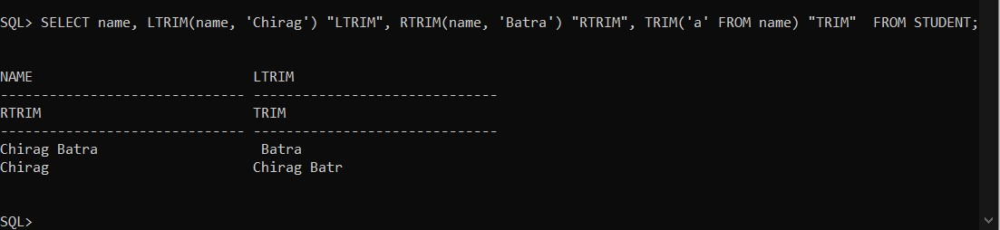 SQL> SELECT name, LTRIM(name, 'Chirag') "LTRIM", RTRIM(name, 'Batra') "RTRIM", TRIM('a' FROM name) "TRIM"  FROM STUDENT;
NAME                           LTRIM
------------------------------ ------------------------------
RTRIM                          TRIM
------------------------------ ------------------------------
Chirag Batra                    Batra
Chirag                         Chirag Batr
SQL>